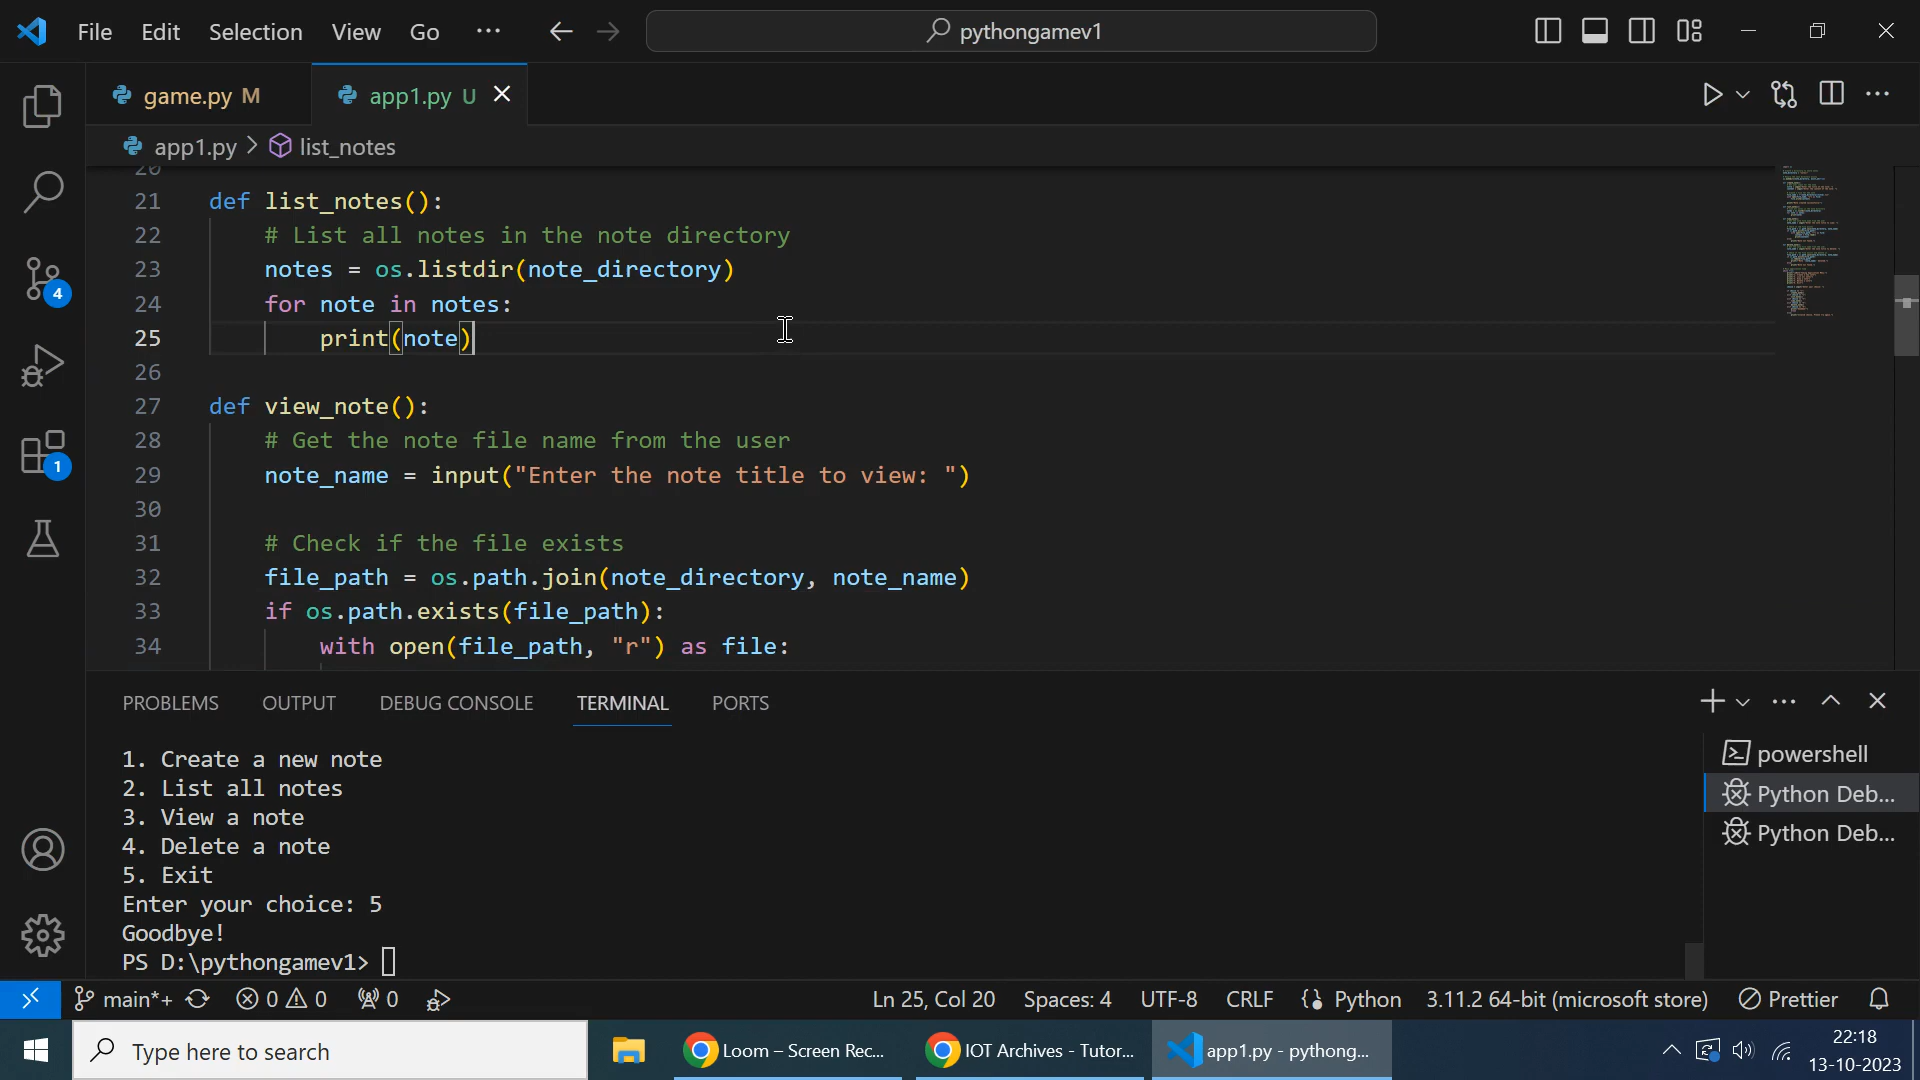 File Edit Selection View Go ··· pythongamev1
game.py M app1.py U
app1.py > list_notes
20
21 def list_notes():
22 # List all notes in the note directory
23 notes = os.listdir(note_directory)
24 for note in notes:
25 print(note)
26
27 def view_note():
28 # Get the note file name from the user
29 note_name = input("Enter the note title to view: ")
30
31 # Check if the file exists
32 file_path = os.path.join(note_directory, note_name)
33 if os.path.exists(file_path):
34 with open(file_path, "r") as file:
4
1
PROBLEMS OUTPUT DEBUG CONSOLE TERMINAL PORTS
1. Create a new note
2. List all notes
3. View a note
4. Delete a note
5. Exit
Enter your choice: 5
Goodbye!
PS D:\pythongamev1>
powershell
Python Deb...
Python Deb...
main*+ 0 0 0 Ln 25, Col 20 Spaces: 4 UTF-8 CRLF Python 3.11.2 64-bit (microsoft store) Prettier
Type here to search Loom – Screen Rec... IOT Archives - Tutor... app1.py - pythong... 22:18
13-10-2023